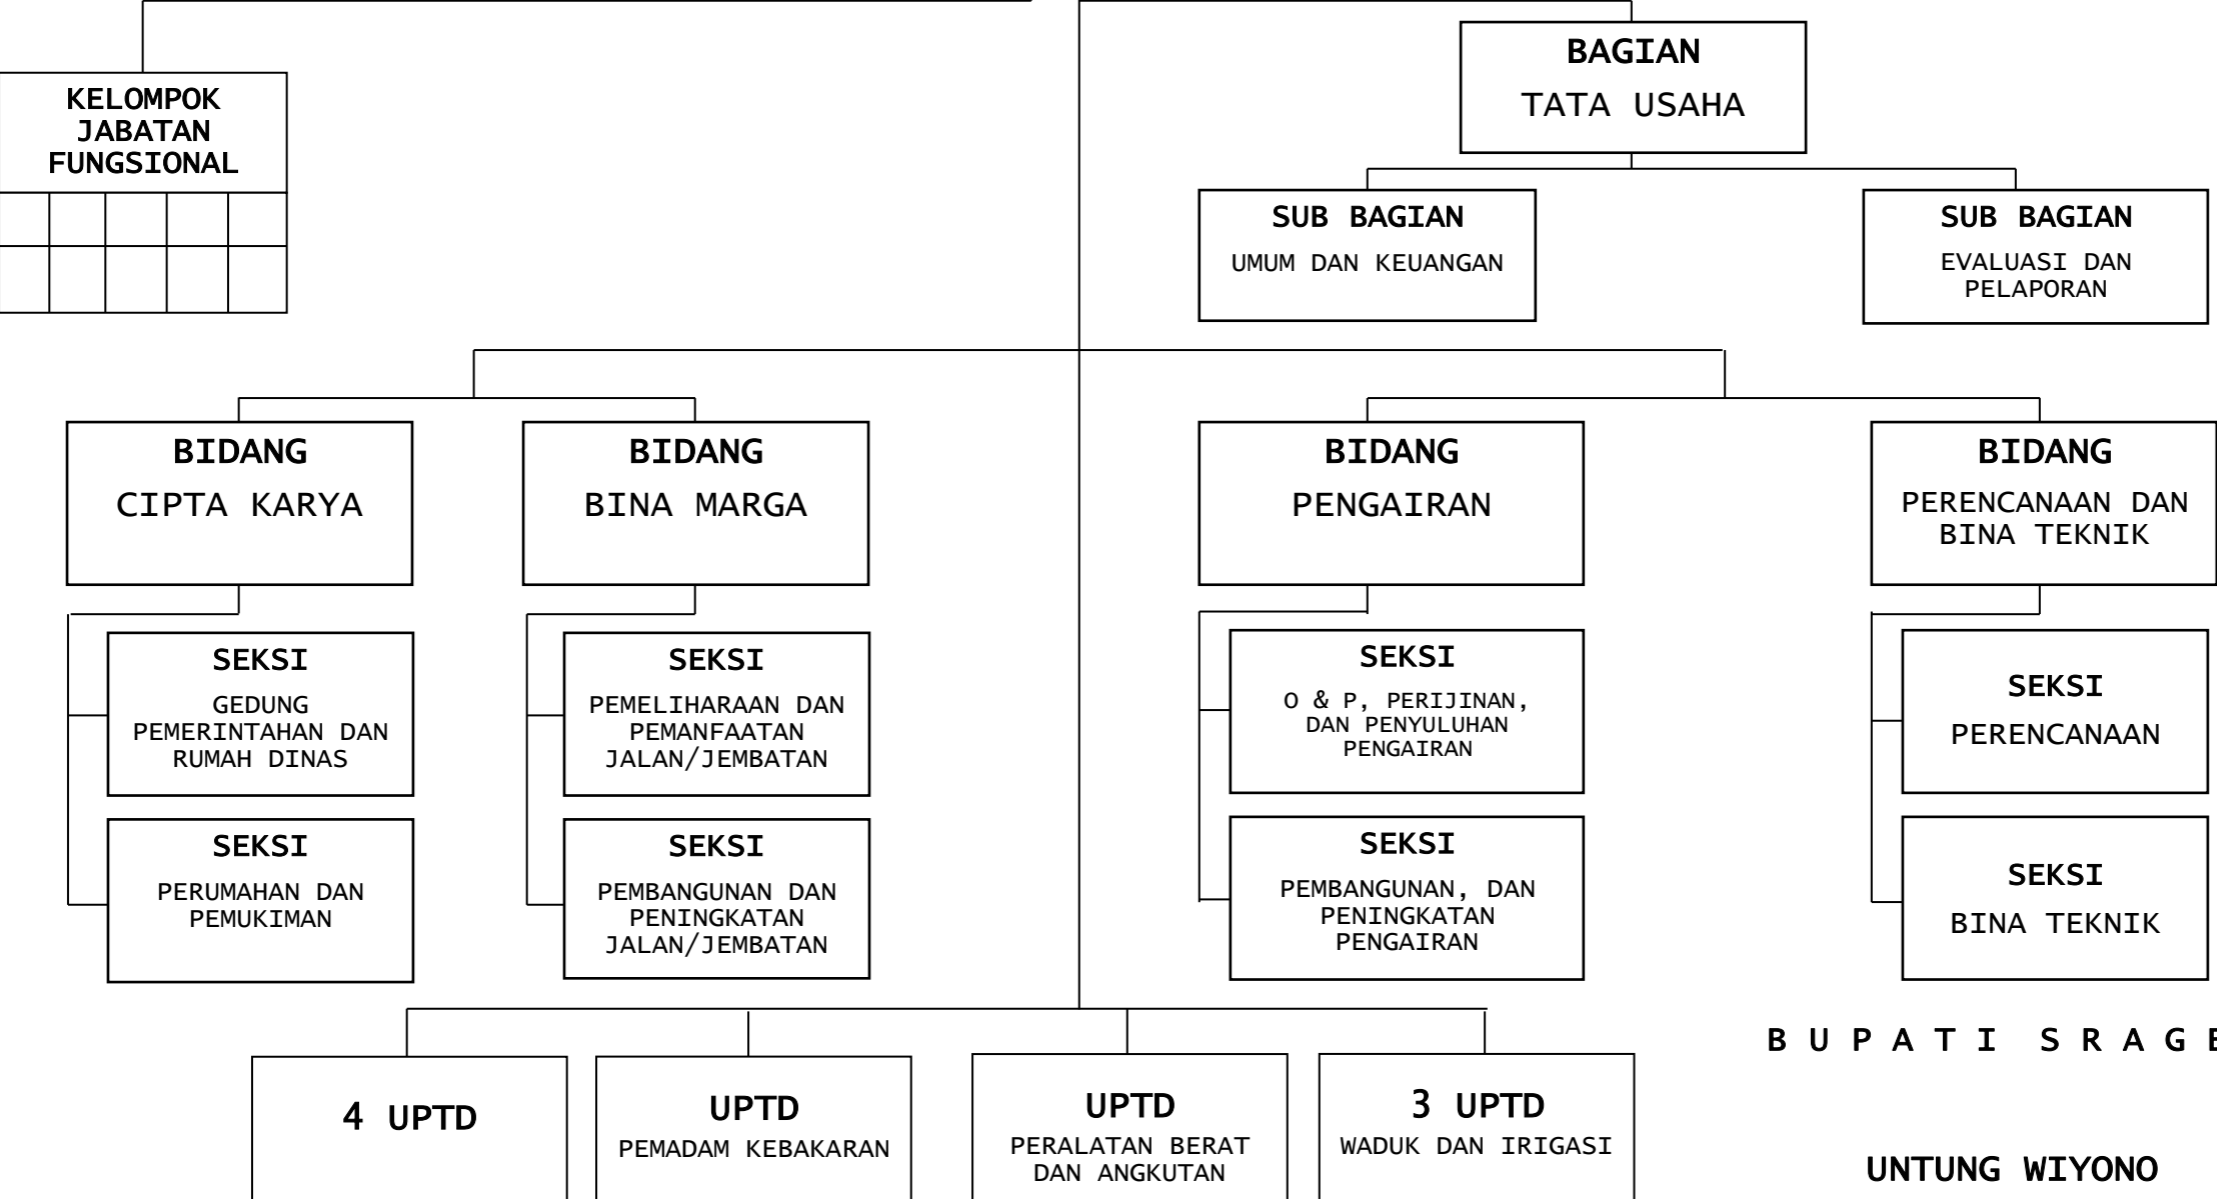 BAGIAN
TATA USAHA
KELOMPOK
JABATAN
FUNGSIONAL
SUB BAGIAN
UMUM DAN KEUANGAN
SUB BAGIAN
EVALUASI DAN
PELAPORAN
BIDANG
CIPTA KARYA
BIDANG
BINA MARGA
BIDANG
PENGAIRAN
BIDANG
PERENCANAAN DAN
BINA TEKNIK
SEKSI
GEDUNG
PEMERINTAHAN DAN
RUMAH DINAS
SEKSI
PEMELIHARAAN DAN
PEMANFAATAN
JALAN/JEMBATAN
SEKSI
O & P, PERIJINAN,
DAN PENYULUHAN
PENGAIRAN
SEKSI
PERENCANAAN
SEKSI
PERUMAHAN DAN
PEMUKIMAN
SEKSI
PEMBANGUNAN DAN
PENINGKATAN
JALAN/JEMBATAN
SEKSI
PEMBANGUNAN, DAN
PENINGKATAN
PENGAIRAN
SEKSI
BINA TEKNIK
B U P A T I  S R A G E
4 UPTD
UPTD
PEMADAM KEBAKARAN
UPTD
PERALATAN BERAT
DAN ANGKUTAN
3 UPTD
WADUK DAN IRIGASI
UNTUNG WIYONO